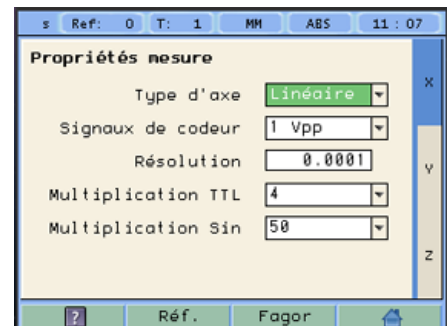 s Ref: 0 T: 1 MM ABS 11 : 07
Propriétés mesure
Type d'axe Linéaire
Signaux de codeur 1 Vpp
Résolution 0.0001
Multiplication TTL 4
Multiplication Sin 50
X
Y
Z
? Réf. Fagor